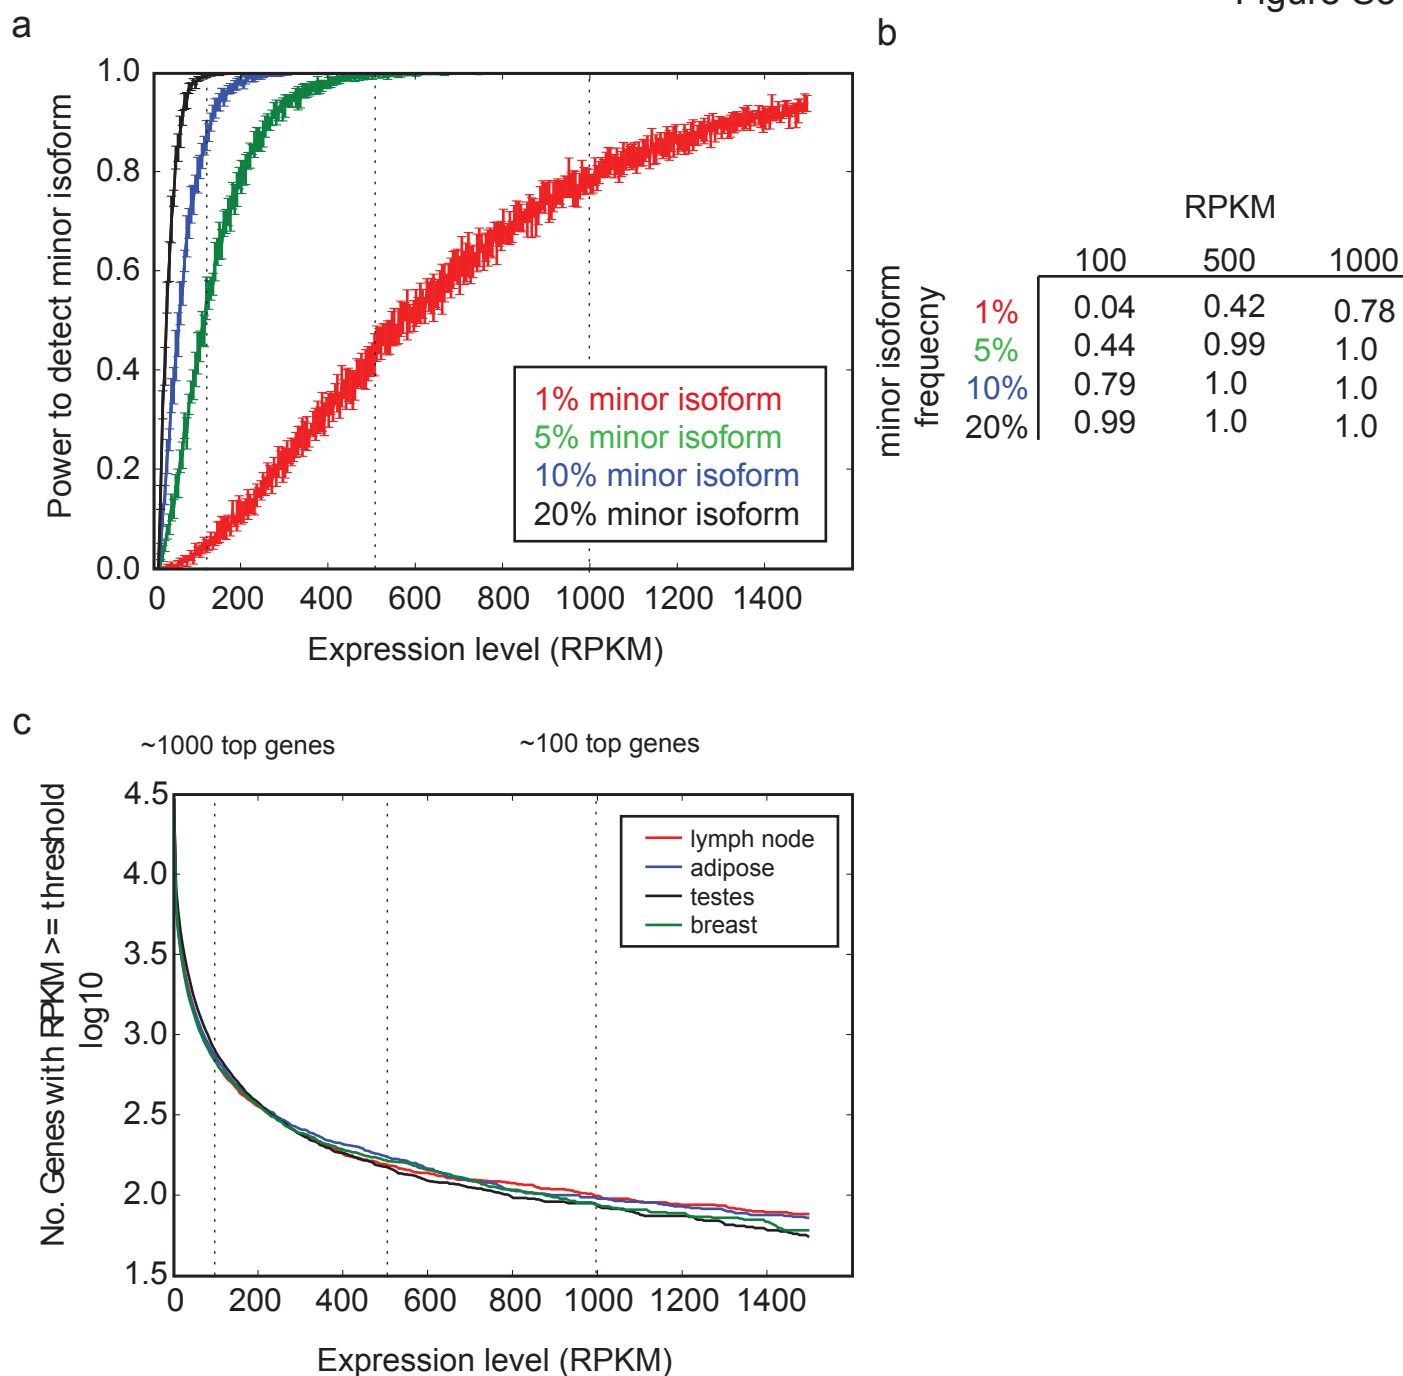 a
1.0
0.8
0.6
0.4
0.2
0.0
Power to detect minor isoform
0 200 400 600 800 1000 1200 1400
Expression level (RPKM)
1% minor isoform
5% minor isoform
10% minor isoform
20% minor isoform
b
RPKM
100 500 1000
minor isoform
frequecny
1% 0.04 0.42 0.78
5% 0.44 0.99 1.0
10% 0.79 1.0 1.0
20% 0.99 1.0 1.0
c
~1000 top genes ~100 top genes
4.5
4.0
3.5
3.0
2.5
2.0
1.5
No. Genes with RPKM >= threshold
log10
lymph node
adipose
testes
breast
0 200 400 600 800 1000 1200 1400
Expression level (RPKM)